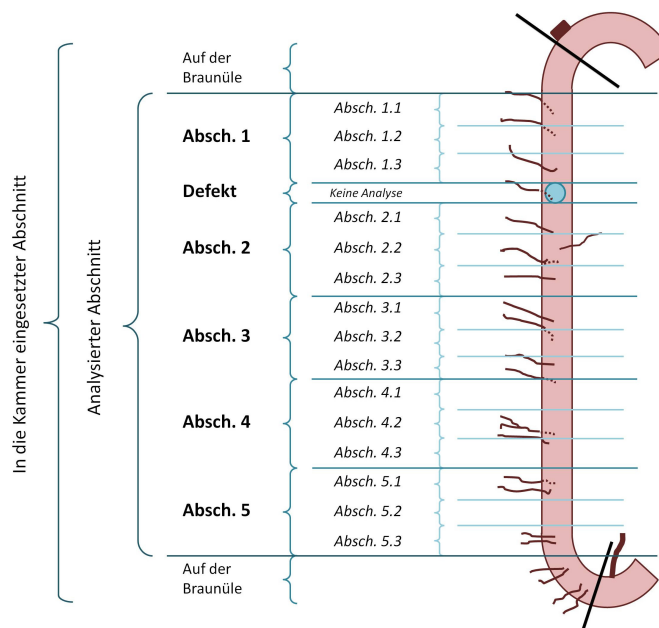 In die Kammer eingesetzter Abschnitt
Analysierter Abschnitt
Auf der
Braunüle
Absch. 1
Absch. 1.1
Absch. 1.2
Absch. 1.3
Defekt
Keine Analyse
Absch. 2
Absch. 2.1
Absch. 2.2
Absch. 2.3
Absch. 3
Absch. 3.1
Absch. 3.2
Absch. 3.3
Absch. 4
Absch. 4.1
Absch. 4.2
Absch. 4.3
Absch. 5
Absch. 5.1
Absch. 5.2
Absch. 5.3
Auf der
Braunüle